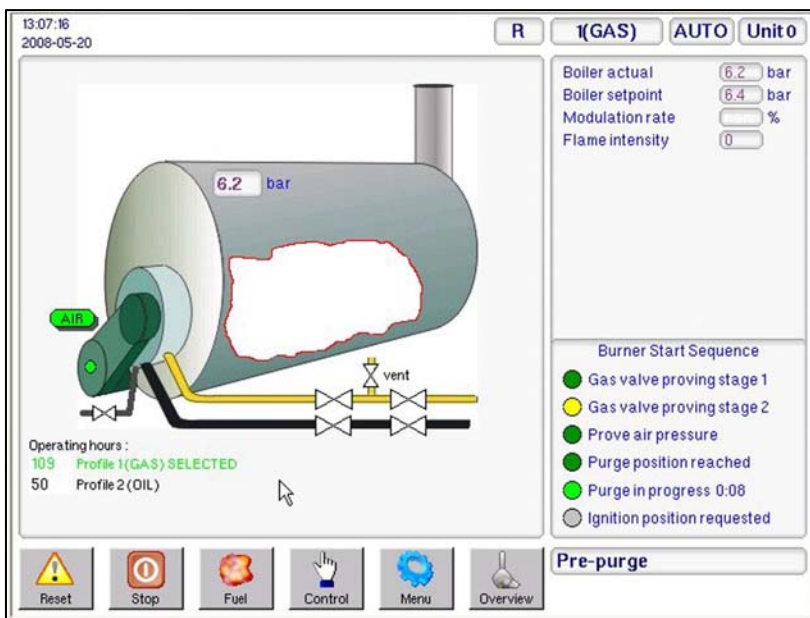 13:07:16
2008-05-20
R
1(GAS)
AUTO
Unit 0
Boiler actual 6.2 bar
Boiler setpoint 6.4 bar
Modulation rate %
Flame intensity 0
6.2 bar
AIR
vent
Operating hours :
109 Profile 1(GAS) SELECTED
50 Profile 2 (OIL)
Burner Start Sequence
Gas valve proving stage 1
Gas valve proving stage 2
Prove air pressure
Purge position reached
Purge in progress 0:08
Ignition position requested
Pre-purge
Reset
Stop
Fuel
Control
Menu
Overview